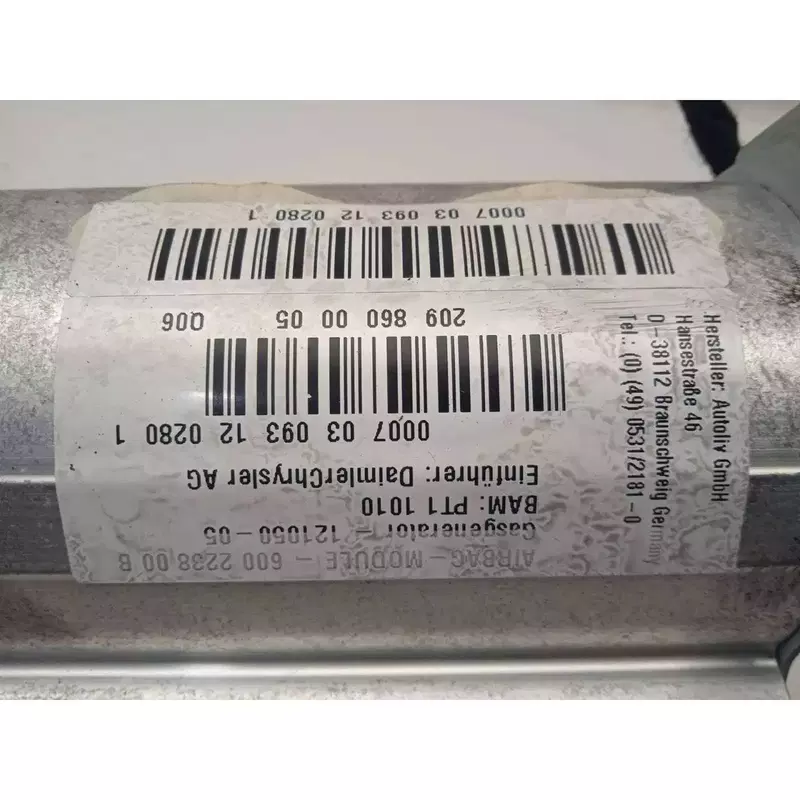 AIRBAG-MODULE - 600 2238 00 B
Gasgenerator - 121050-05
BAM: PT1 1010
Einführer: DaimlerChrysler AG
0007 03 093 12 0280 1
209 860 00 05 Q06
0007 03 093 12 0280 1
Hersteller: Autoliv GmbH
Hansestraße 46
D-38112 Braunschweig Germany
Tel.: (0) (49) 0531/2181-0